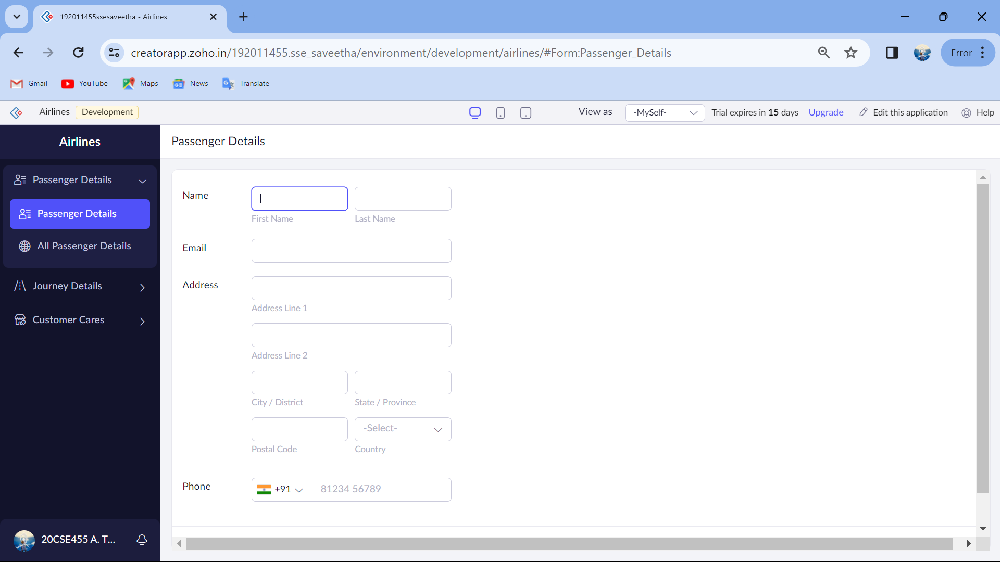 192011455ssesaveetha - Airlines
creatorapp.zoho.in/192011455.sse_saveetha/environment/development/airlines/#Form:Passenger_Details
Error
Gmail YouTube Maps News Translate
Airlines Development View as -MySelf- Trial expires in 15 days Upgrade Edit this application Help
Airlines
Passenger Details
Passenger Details
All Passenger Details
Journey Details
Customer Cares
20CSE455 A. T...
Passenger Details
Name
First Name Last Name
Email
Address
Address Line 1
Address Line 2
City / District State / Province
-Select-
Postal Code Country
Phone +91 81234 56789